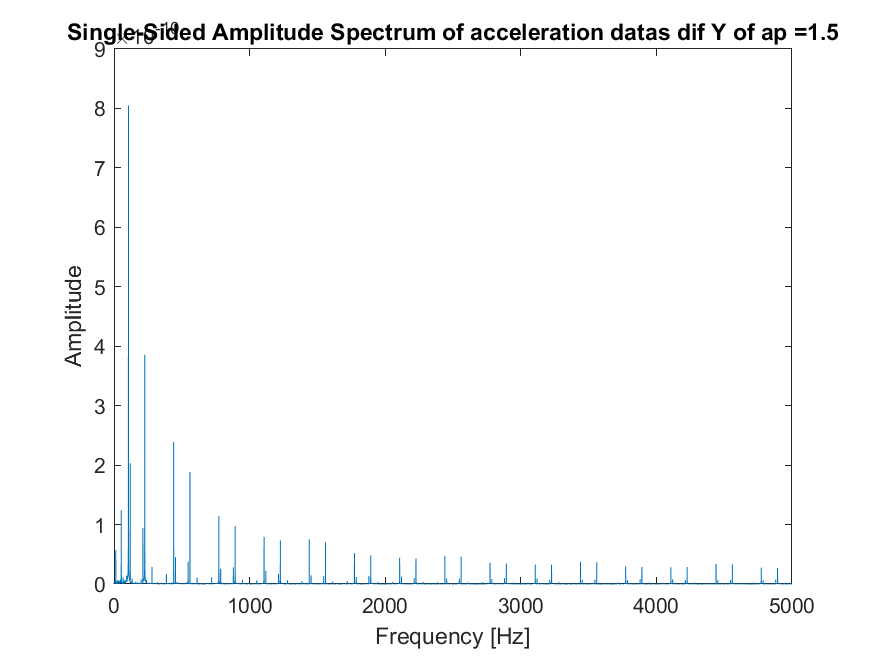 Single-Sided Amplitude Spectrum of acceleration datas dif Y of ap =1.5
9
8
7
6
5
4
3
2
1
0
Amplitude
0 1000 2000 3000 4000 5000
Frequency [Hz]